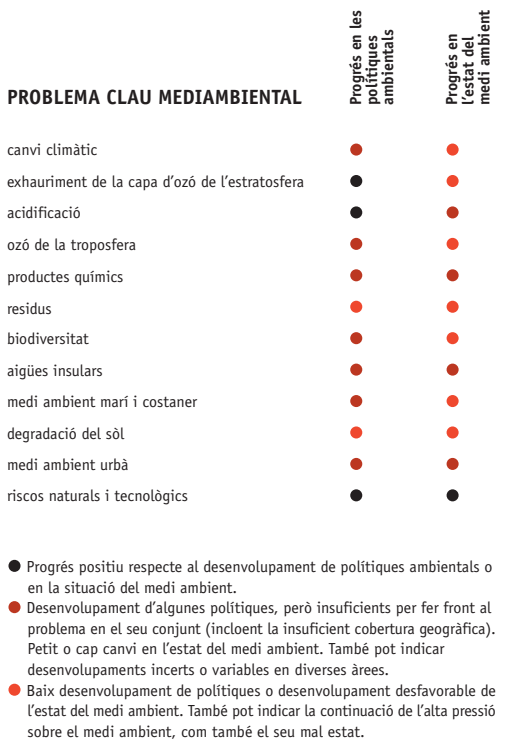 PROBLEMA CLAU MEDIAMBIENTAL
Progrés en les
polítiques
ambientals
Progrés en
l'estat del
medi ambient
canvi climàtic
exhauriment de la capa d'ozó de l'estratosfera
acidificació
ozó de la troposfera
productes químics
residus
biodiversitat
aigües insulars
medi ambient marí i costaner
degradació del sòl
medi ambient urbà
riscos naturals i tecnològics
Progrés positiu respecte al desenvolupament de polítiques ambientals o
en la situació del medi ambient.
Desenvolupament d'algunes polítiques, però insuficients per fer front al
problema en el seu conjunt (incloent la insuficient cobertura geogràfica).
Petit o cap canvi en l'estat del medi ambient. També pot indicar
desenvolupaments incerts o variables en diverses àrees.
Baix desenvolupament de polítiques o desenvolupament desfavorable de
l'estat del medi ambient. També pot indicar la continuació de l'alta pressió
sobre el medi ambient, com també el seu mal estat.